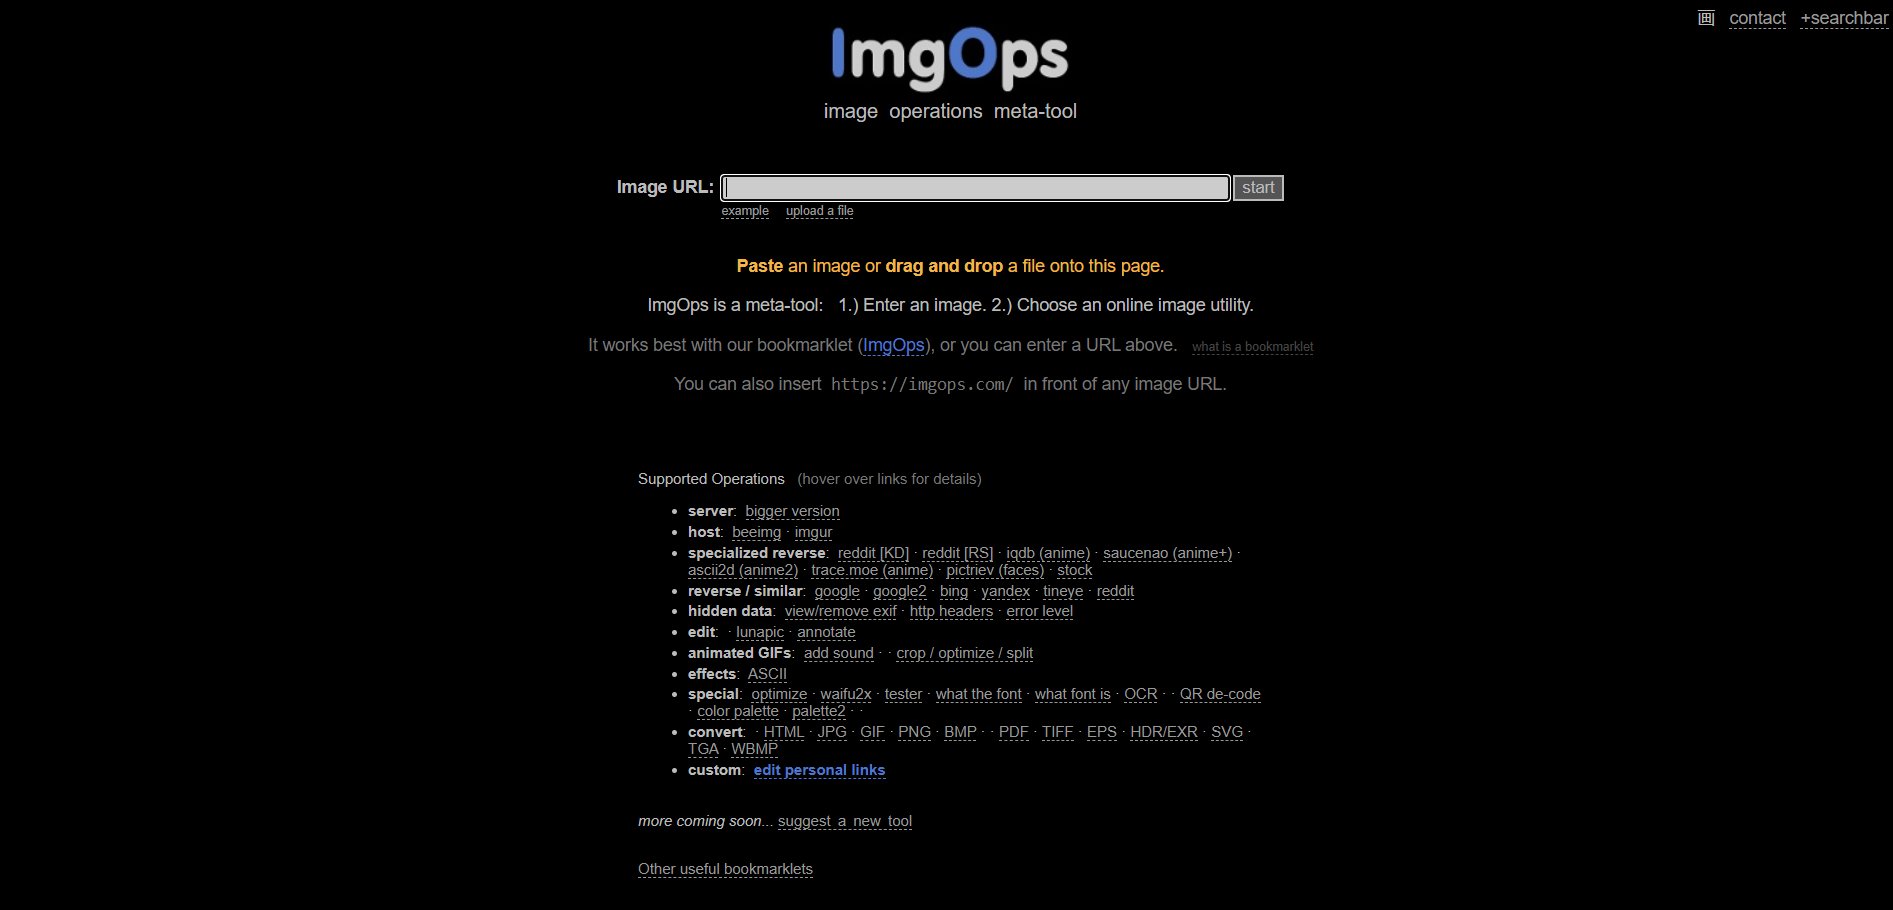 画 contact +searchbar
ImgOps
image operations meta-tool
Image URL: start
example upload a file
Paste an image or drag and drop a file onto this page.
ImgOps is a meta-tool: 1.) Enter an image. 2.) Choose an online image utility.
It works best with our bookmarklet (ImgOps), or you can enter a URL above. what is a bookmarklet
You can also insert https://imgops.com/ in front of any image URL.
Supported Operations (hover over links for details)
• server: bigger version
• host: beeimg · imgur
• specialized reverse: reddit [KD] · reddit [RS] · iqdb (anime) · saucenao (anime+) ·
ascii2d (anime2) · trace.moe (anime) · pictriev (faces) · stock
• reverse / similar: google · google2 · bing · yandex · tineye · reddit
• hidden data: view/remove exif · http headers · error level
• edit: · lunapic · annotate
• animated GIFs: add sound · · crop / optimize / split
• effects: ASCII
• special: optimize · waifu2x · tester · what the font · what font is · OCR · · QR de-code
· color palette · palette2 · ·
• convert: · HTML · JPG · GIF · PNG · BMP · · PDF · TIFF · EPS · HDR/EXR · SVG ·
TGA · WBMP
• custom: edit personal links
more coming soon... suggest a new tool
Other useful bookmarklets